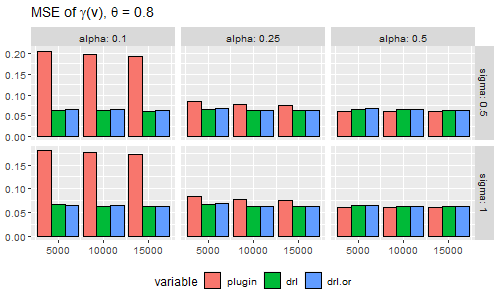 MSE of γ(v), θ = 0.8
alpha: 0.1 alpha: 0.25 alpha: 0.5
0.20
0.15
0.10
0.05
0.00
sigma: 0.5
0.15
0.10
0.05
0.00
sigma: 1
5000 10000 15000 5000 10000 15000 5000 10000 15000
variable plugin drl drl.or